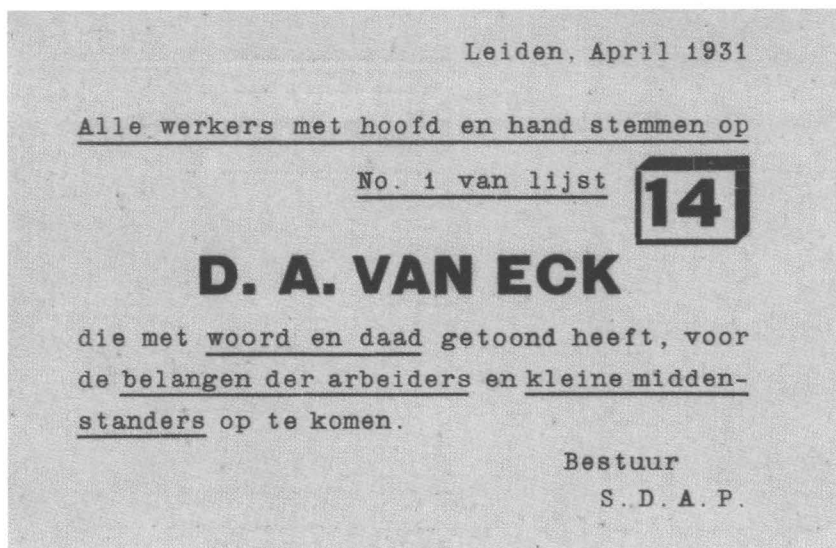 Leiden, April 1931
Alle werkers met hoofd en hand stemmen op
No. 1 van lijst 14
D. A. VAN ECK
die met woord en daad getoond heeft, voor
de belangen der arbeiders en kleine midden-
standers op te komen.
Bestuur
S.D.A.P.